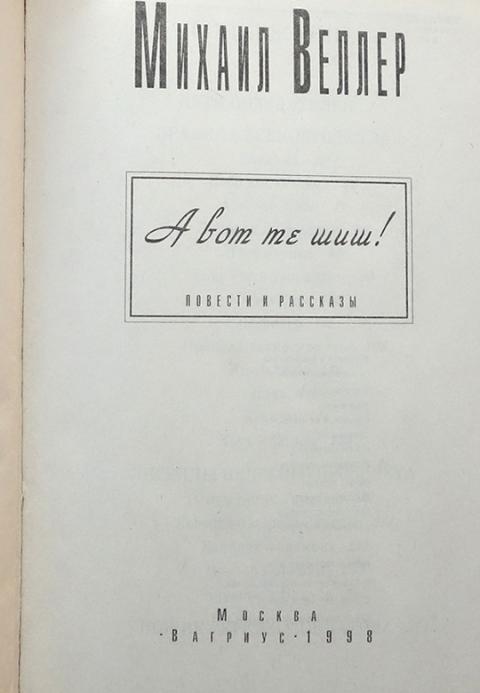 Михаил Веллер
А вот те шиш!
ПОВЕСТИ И РАССКАЗЫ
Москва
·ВАГРИУС·1998